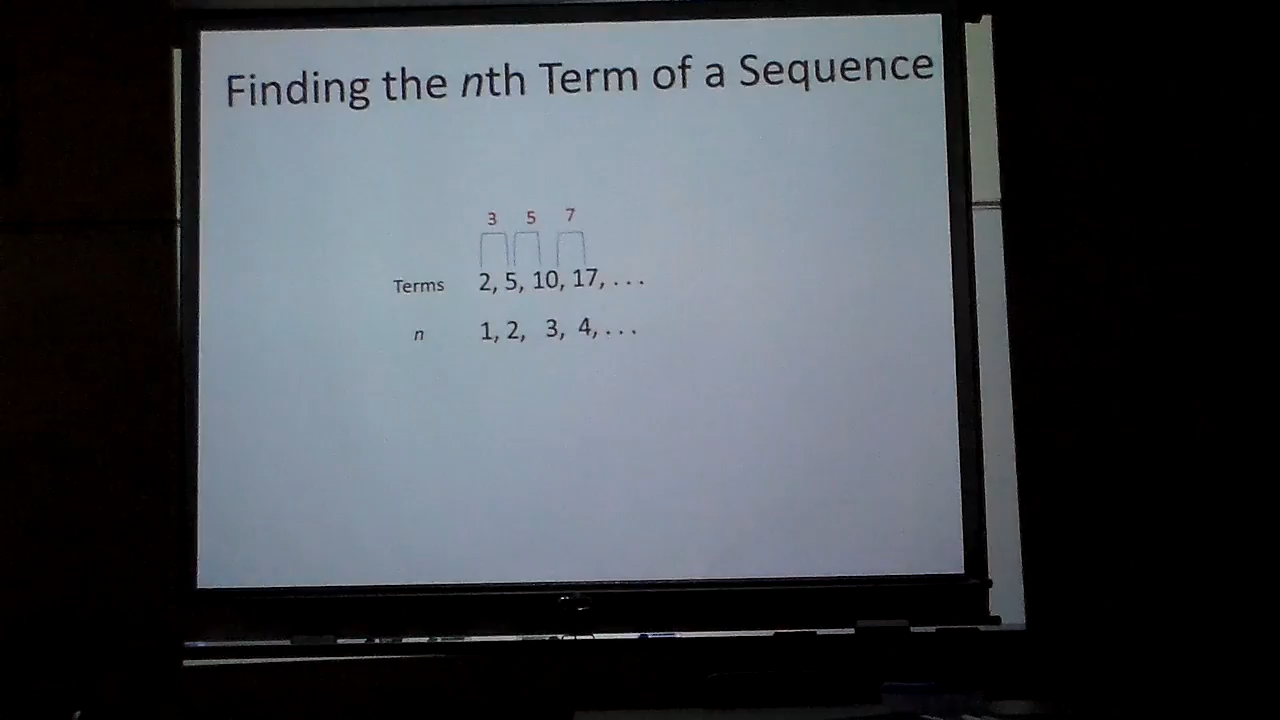 Finding the nth Term of a Sequence
3 5 7
Terms 2, 5, 10, 17, . . .
n 1, 2, 3, 4, . . .